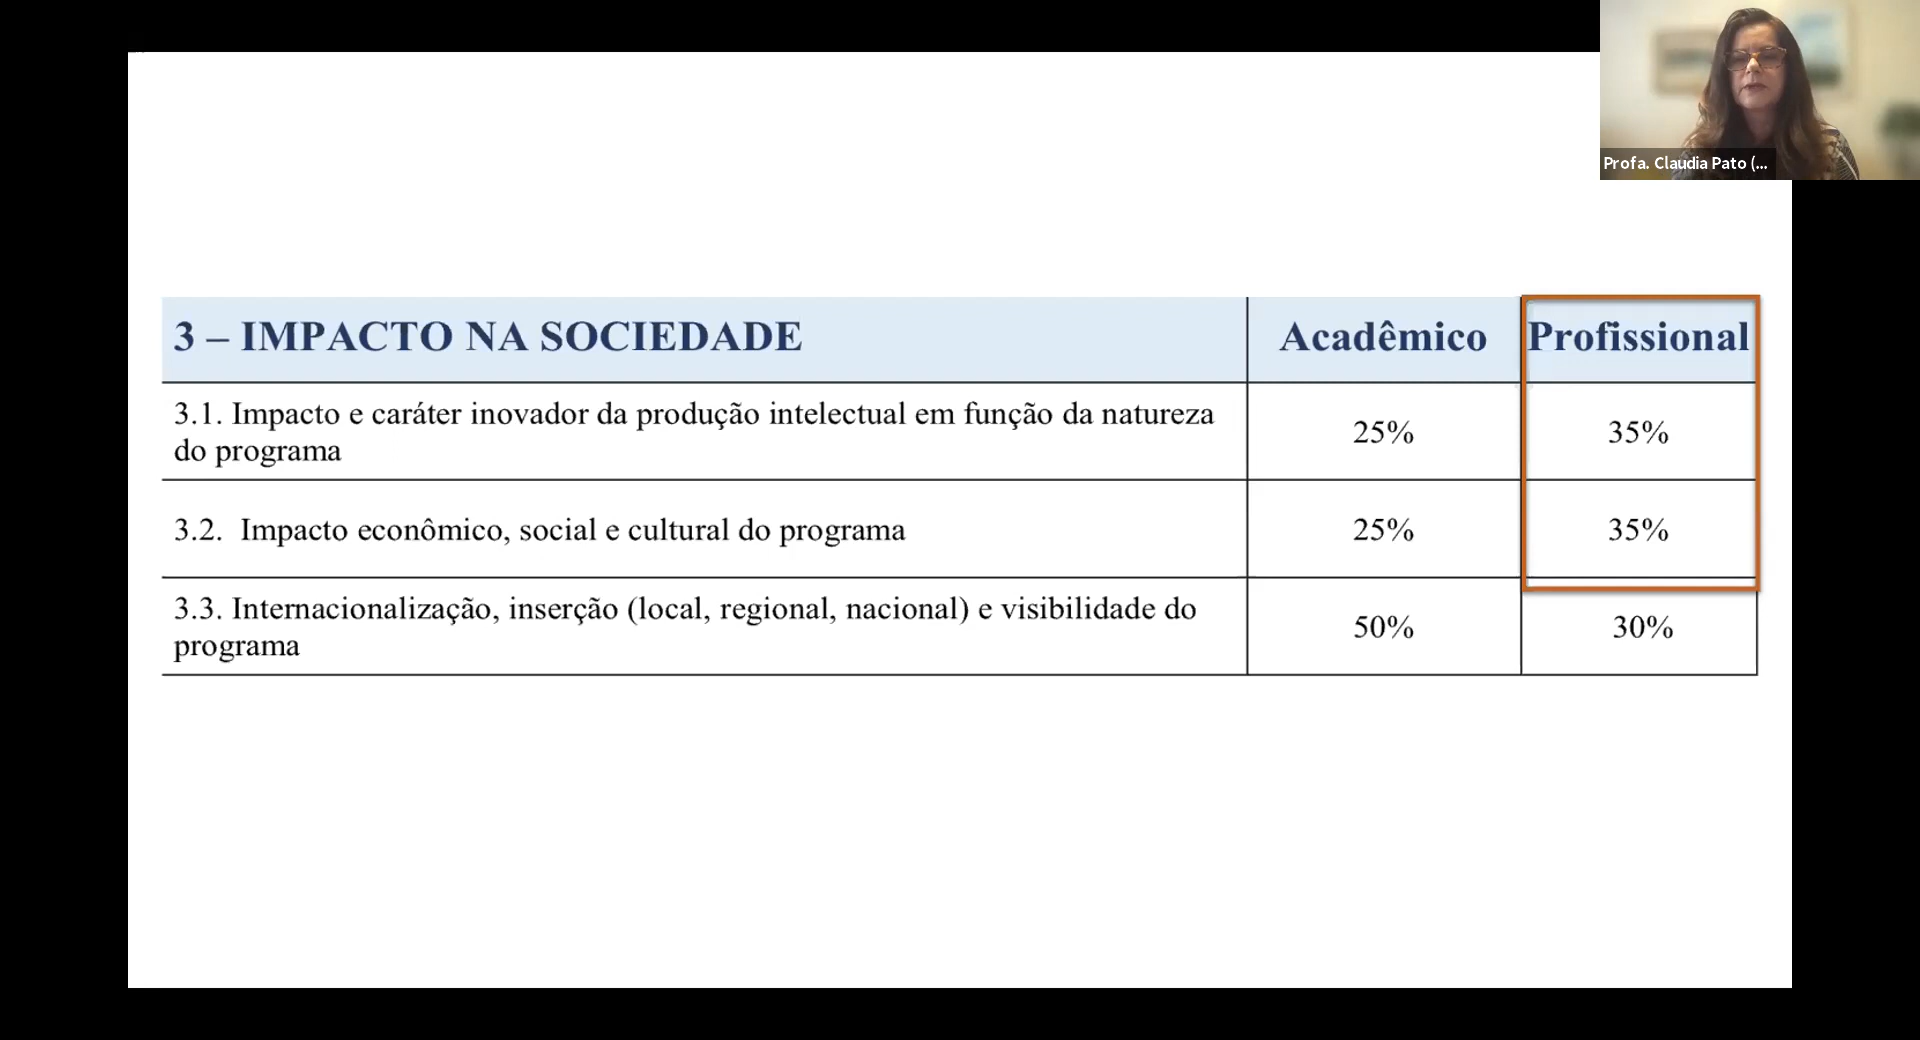 Profa. Claudia Pato (...
3 – IMPACTO NA SOCIEDADE
Acadêmico
Profissional
3.1. Impacto e caráter inovador da produção intelectual em função da natureza
do programa
25%
35%
3.2. Impacto econômico, social e cultural do programa
25%
35%
3.3. Internacionalização, inserção (local, regional, nacional) e visibilidade do
programa
50%
30%